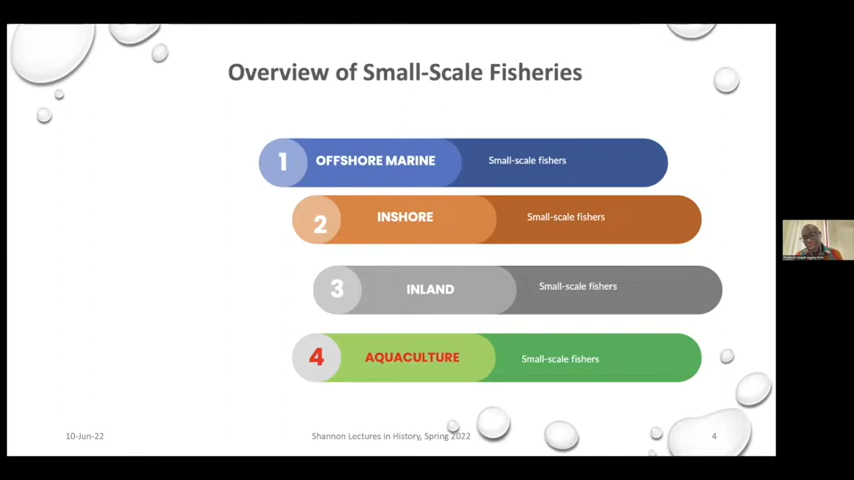 Overview of Small-Scale Fisheries
1 OFFSHORE MARINE Small-scale fishers
2 INSHORE Small-scale fishers
3 INLAND Small-scale fishers
4 AQUACULTURE Small-scale fishers
10-Jun-22 Shannon Lectures in History, Spring 2022 4